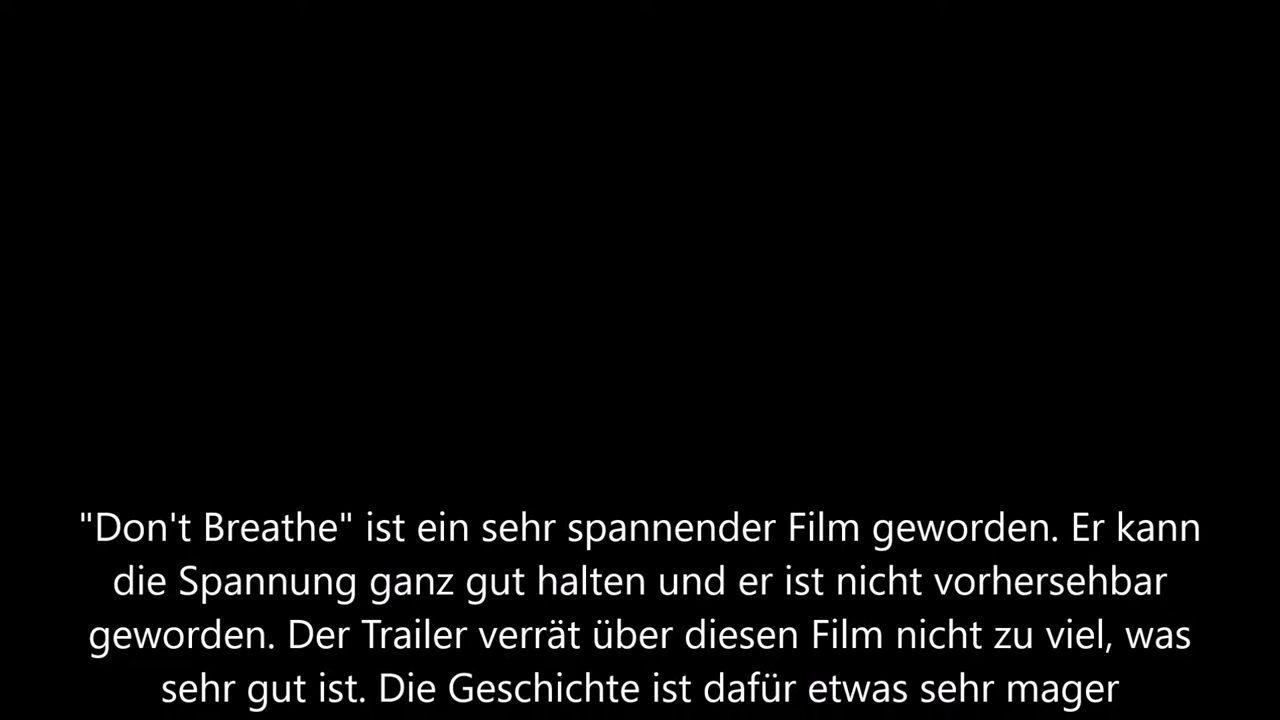 "Don't Breathe" ist ein sehr spannender Film geworden. Er kann
die Spannung ganz gut halten und er ist nicht vorhersehbar
geworden. Der Trailer verrät über diesen Film nicht zu viel, was
sehr gut ist. Die Geschichte ist dafür etwas sehr mager